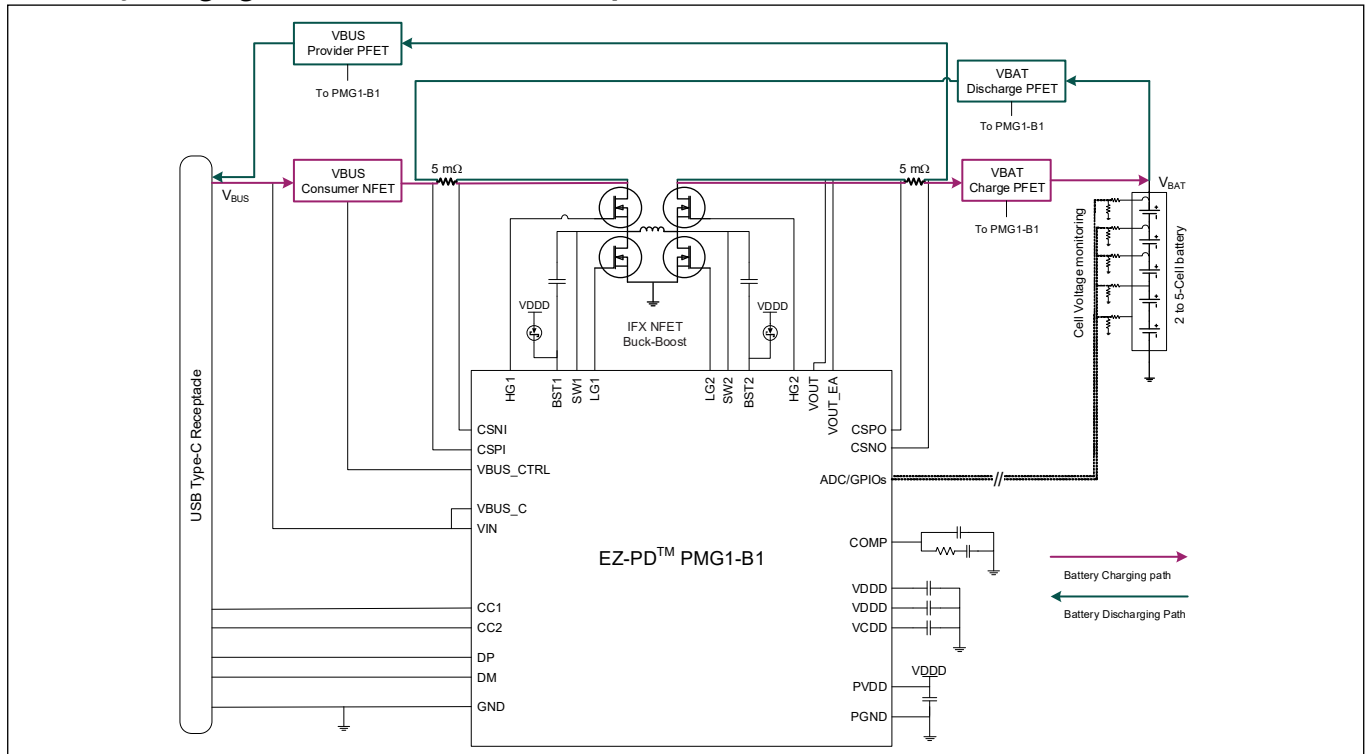 VBUS
Provider PFET
To PMG1-B1
VBAT
Discharge PFET
To PMG1-B1
VBUS
Consumer NFET
5 mΩ
5 mΩ
VBAT
Charge PFET
To PMG1-B1
VBUS
VBAT
USB Type-C Receptacle
Cell Voltage monitoring
2 to 5-Cell battery
VDDD
VDDD
IFX NFET
Buck-Boost
HG1
BST1
SW1
LG1
LG2
SW2
BST2
HG2
VOUT
VOUT_EA
CSNI
CSPI
VBUS_CTRL
VBUS_C
VIN
CC1
CC2
DP
DM
GND
EZ-PD™ PMG1-B1
CSPO
CSNO
ADC/GPIOs
COMP
VDDD
VDDD
VCDD
VDDD
PVDD
PGND
Battery Charging path
Battery Discharging Path